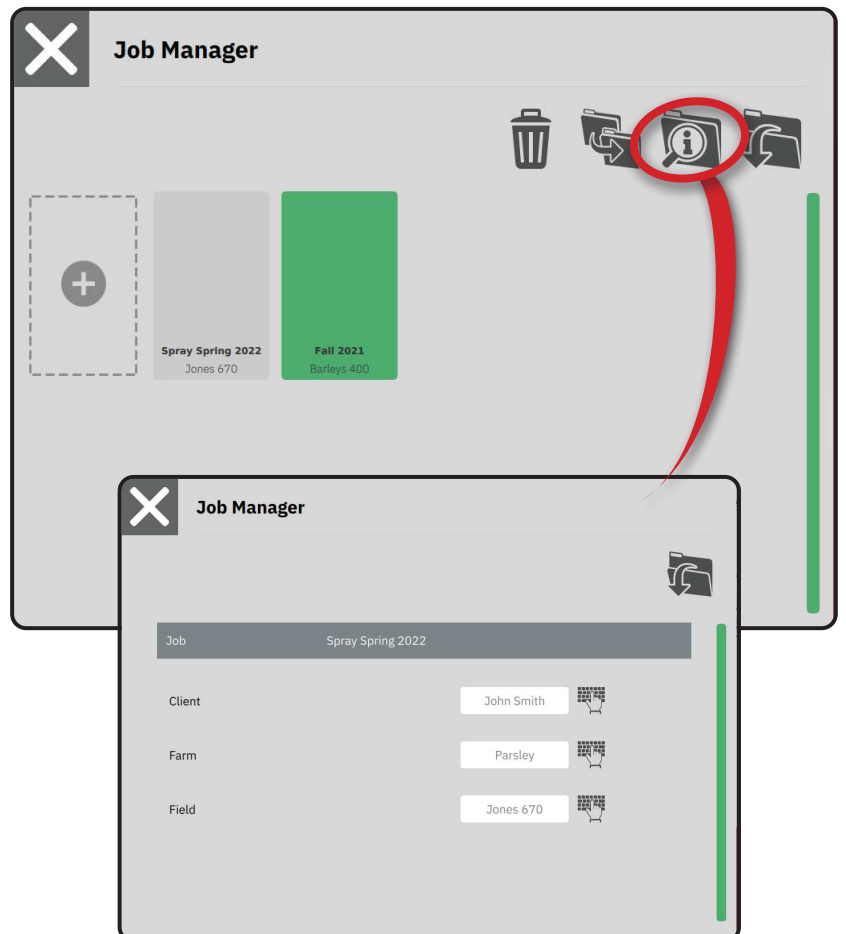 Job Manager
Spray Spring 2022
Jones 670
Fall 2021
Barleys 400
Job Manager
Job Spray Spring 2022
Client John Smith
Farm Parsley
Field Jones 670